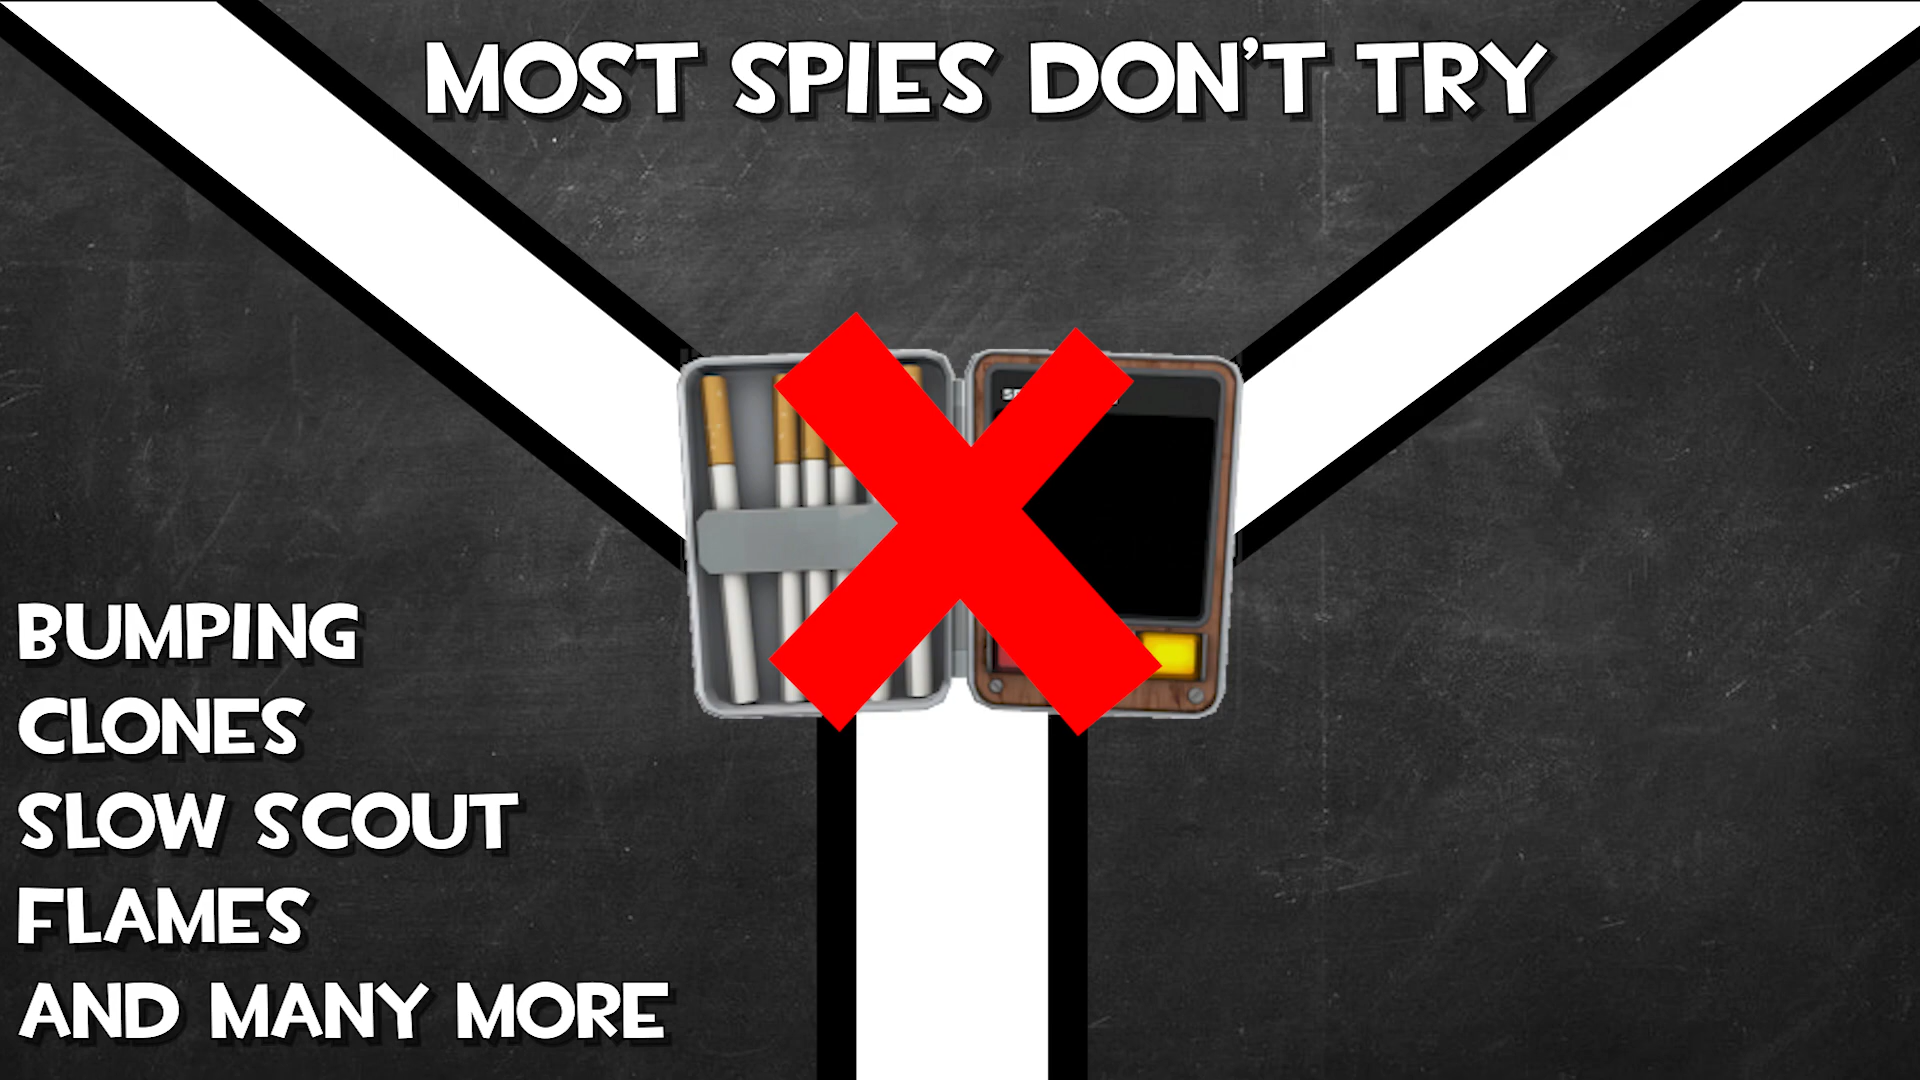 MOST SPIES DON'T TRY
BUMPING
CLONES
SLOW SCOUT
FLAMES
AND MANY MORE